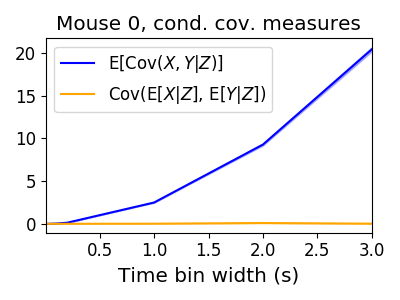 Mouse 0, cond. cov. measures
E[Cov(X, Y|Z)]
Cov(E[X|Z], E[Y|Z])
20
15
10
5
0
0.5 1.0 1.5 2.0 2.5 3.0
Time bin width (s)